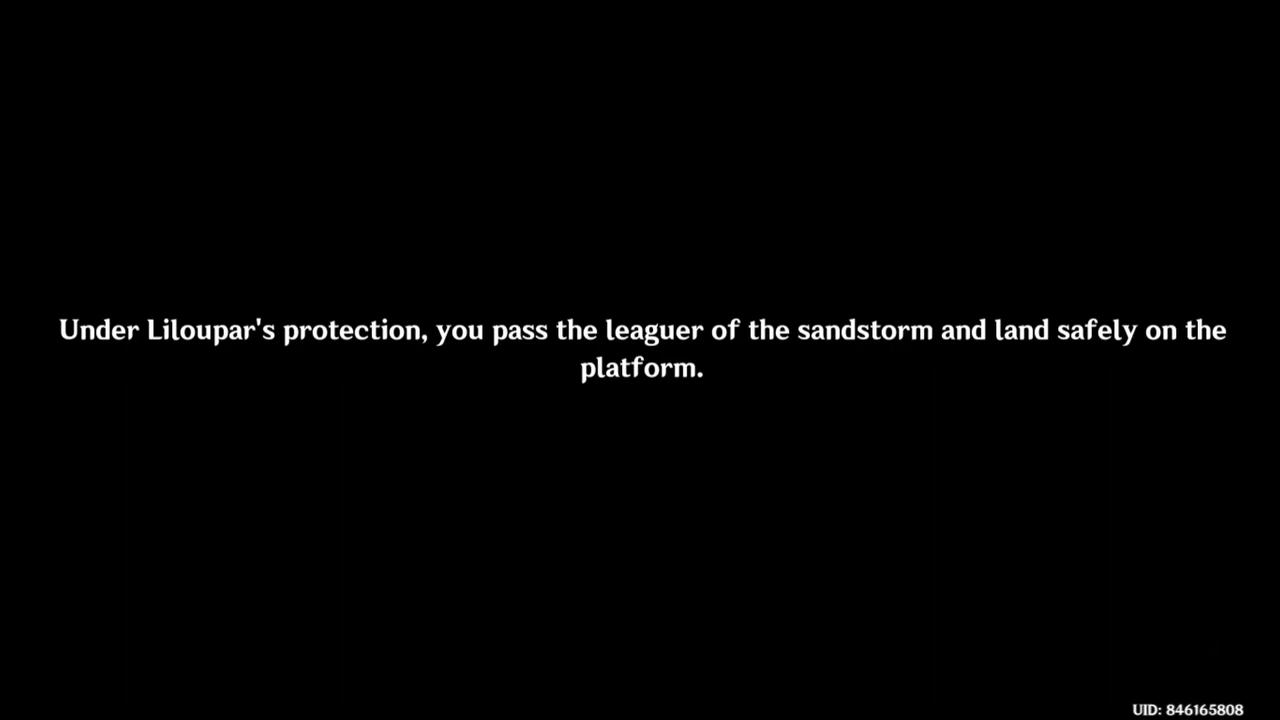 Under Liloupar's protection, you pass the leaguer of the sandstorm and land safely on the
platform.
UID: 846165808